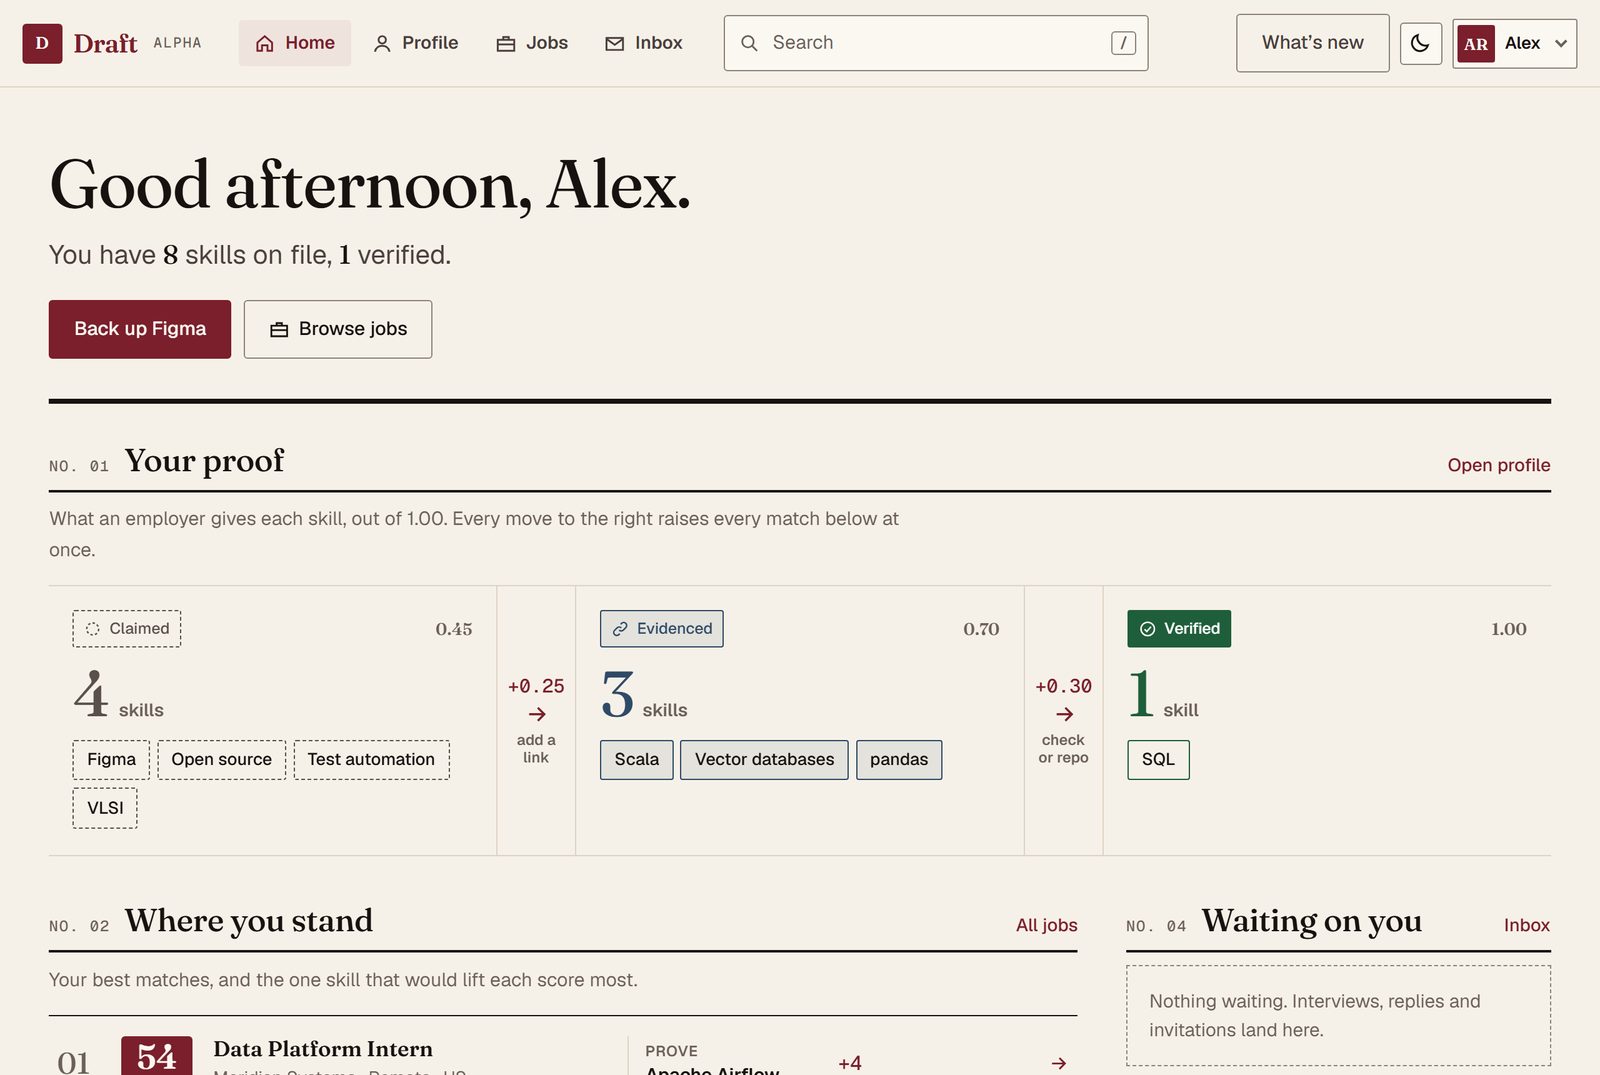 D Draft ALPHA Home Profile Jobs Inbox Search / What’s new AR Alex
Good afternoon, Alex.
You have 8 skills on file, 1 verified.
Back up Figma Browse jobs
NO. 01 Your proof Open profile
What an employer gives each skill, out of 1.00. Every move to the right raises every match below at
once.
Claimed 0.45
4 skills
Figma Open source Test automation
VLSI
+0.25
→
add a
link
Evidenced 0.70
3 skills
Scala Vector databases pandas
+0.30
→
check
or repo
Verified 1.00
1 skill
SQL
NO. 02 Where you stand All jobs
Your best matches, and the one skill that would lift each score most.
01 54 Data Platform Intern
Meridian Systems · Remote · US
PROVE
Apache Airflow
+4 →
NO. 04 Waiting on you Inbox
Nothing waiting. Interviews, replies and
invitations land here.